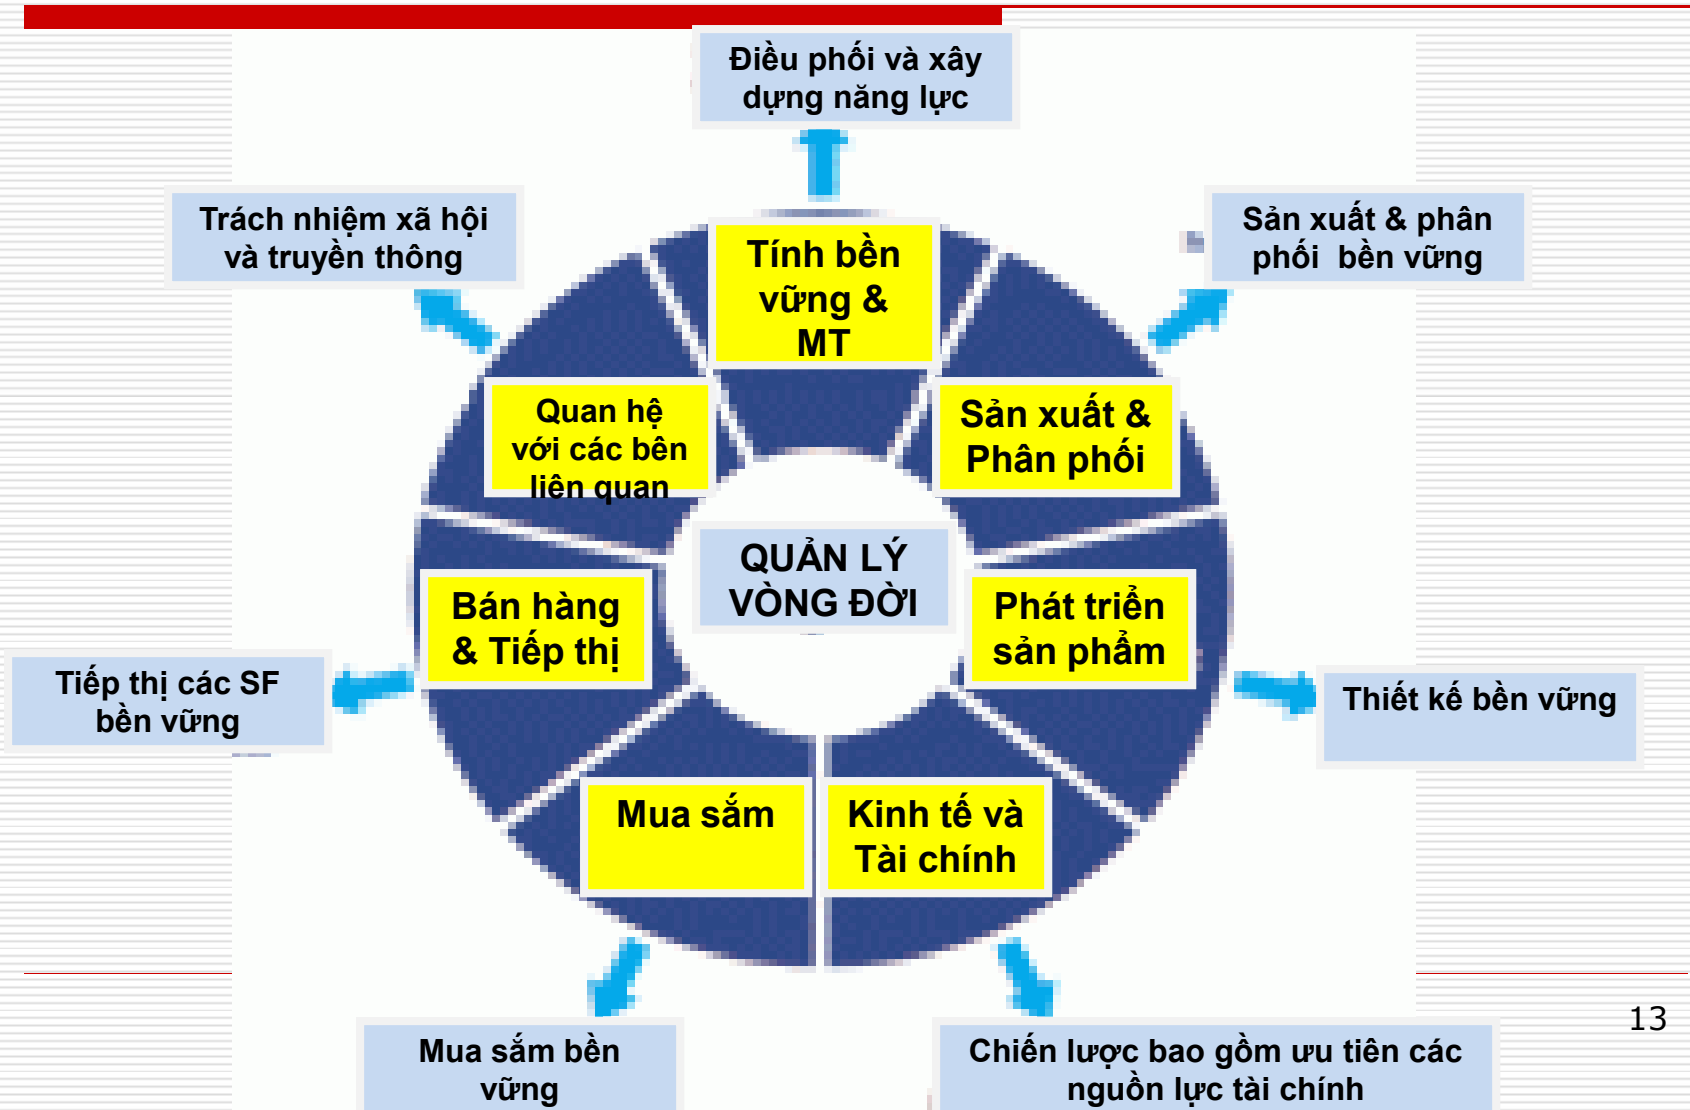 Điều phối và xây
dựng năng lực
Trách nhiệm xã hội
và truyền thông
Sản xuất & phân
phối  bền vững
Tính bền
vững &
MT
Quan hệ
với các bên
liên quan
Sản xuất &
Phân phối
QUẢN LÝ
VÒNG ĐỜI
Bán hàng
& Tiếp thị
Phát triển
sản phẩm
Tiếp thị các SF
bền vững
Thiết kế bền vững
Mua sắm
Kinh tế và
Tài chính
Mua sắm bền
vững
Chiến lược bao gồm ưu tiên các
nguồn lực tài chính
13